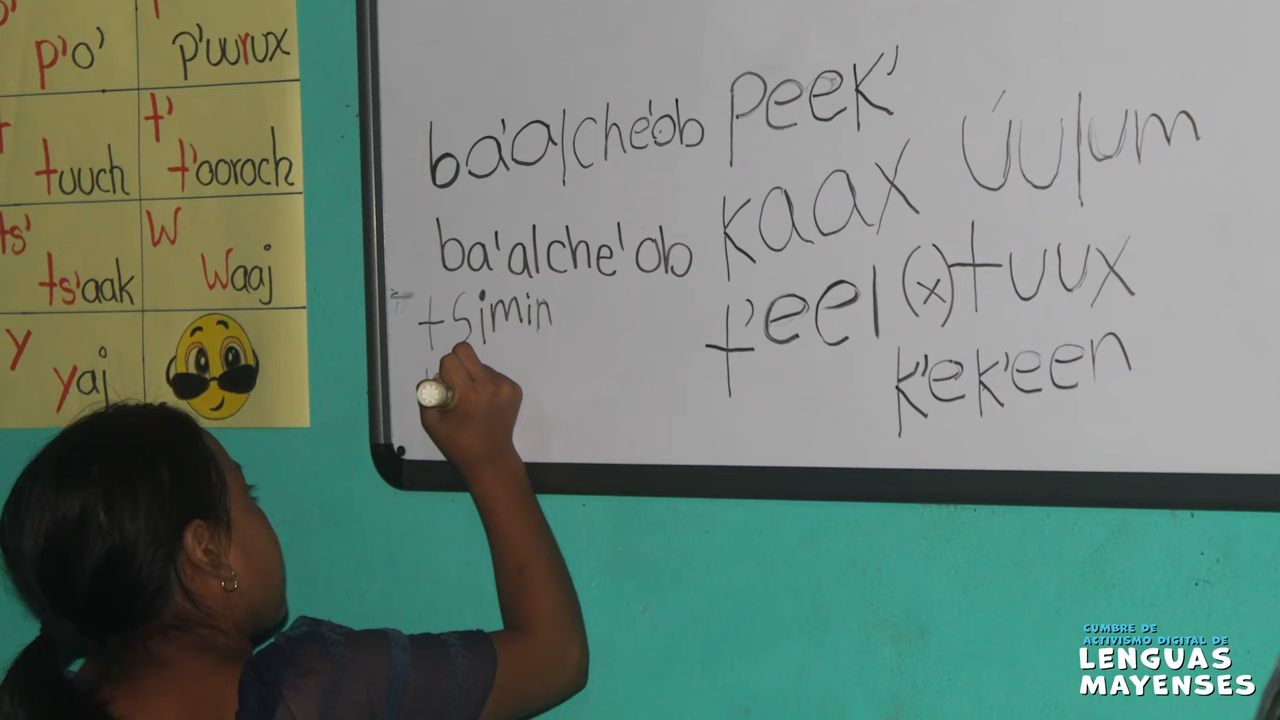 p'o' p'uurux
t'
tuuch t'ooroch
ts' W
ts'aak Waaj
y
yaj
ba'alche'ob peek'
kaax úulum
ba'alche'ob
tsimin t'eel (x)tuux
k'ek'een
CUMBRE DE
ACTIVISMO DIGITAL DE
LENGUAS
MAYENSES